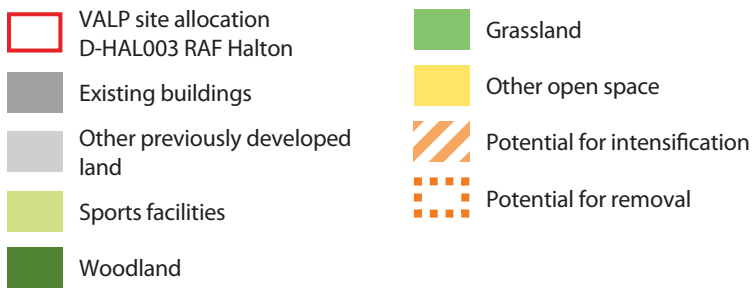 VALP site allocation
D-HAL003 RAF Halton
Existing buildings
Other previously developed
land
Sports facilities
Woodland
Grassland
Other open space
Potential for intensification
Potential for removal